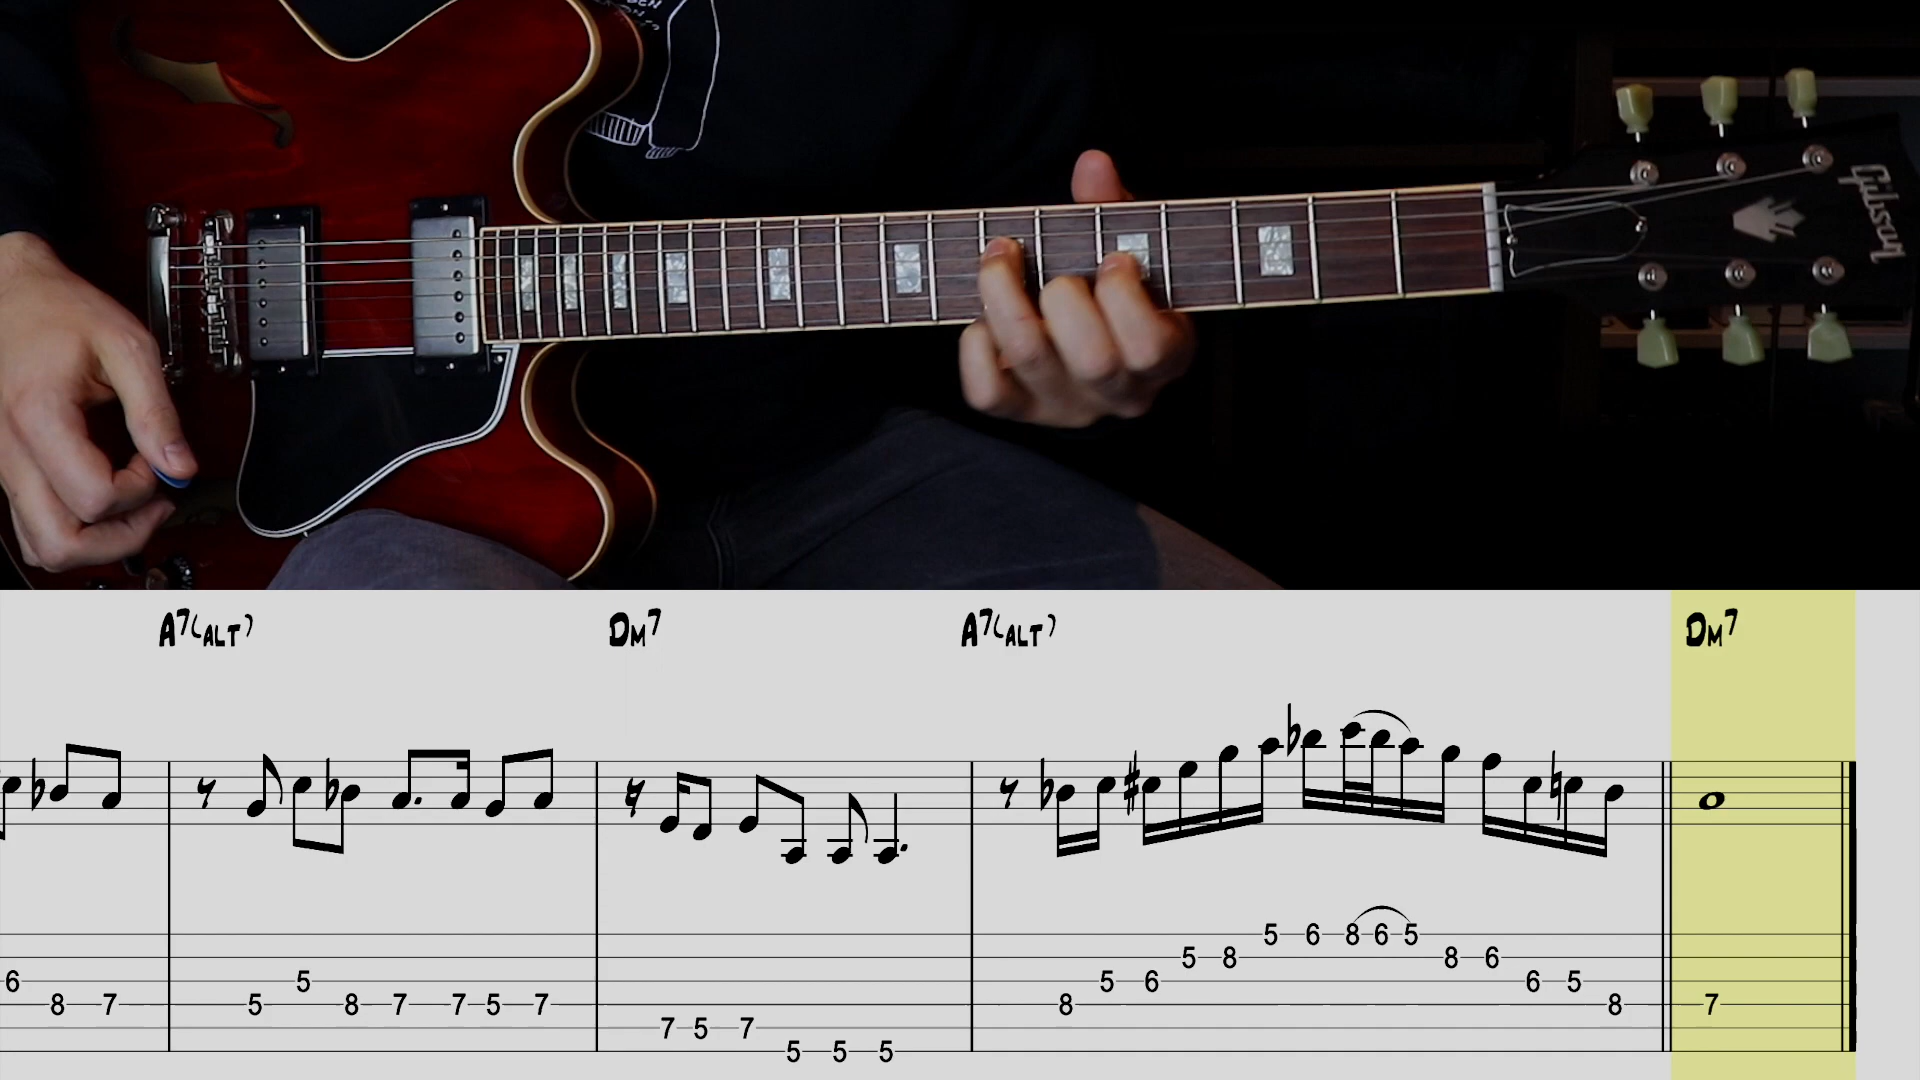 Gibson
A7(ALT) DM7 A7(ALT) DM7
5 6 8 6 5
5 8 8 6
6 5 5 6 6 5
8 7 5 8 7 7 5 7 8 8 7
7 5 7
5 5 5